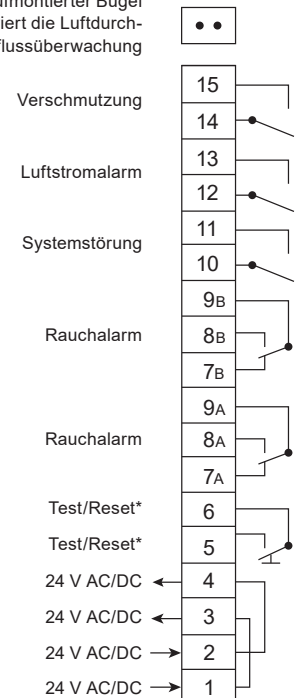 aufmontierter Bügel
iert die Luftdurch-
flussüberwachung
15
Verschmutzung
14
13
Luftstromalarm
12
11
Systemstörung
10
9B
Rauchalarm 8B
7B
9A
Rauchalarm 8A
7A
Test/Reset* 6
Test/Reset* 5
24 V AC/DC 4
24 V AC/DC 3
24 V AC/DC 2
24 V AC/DC 1